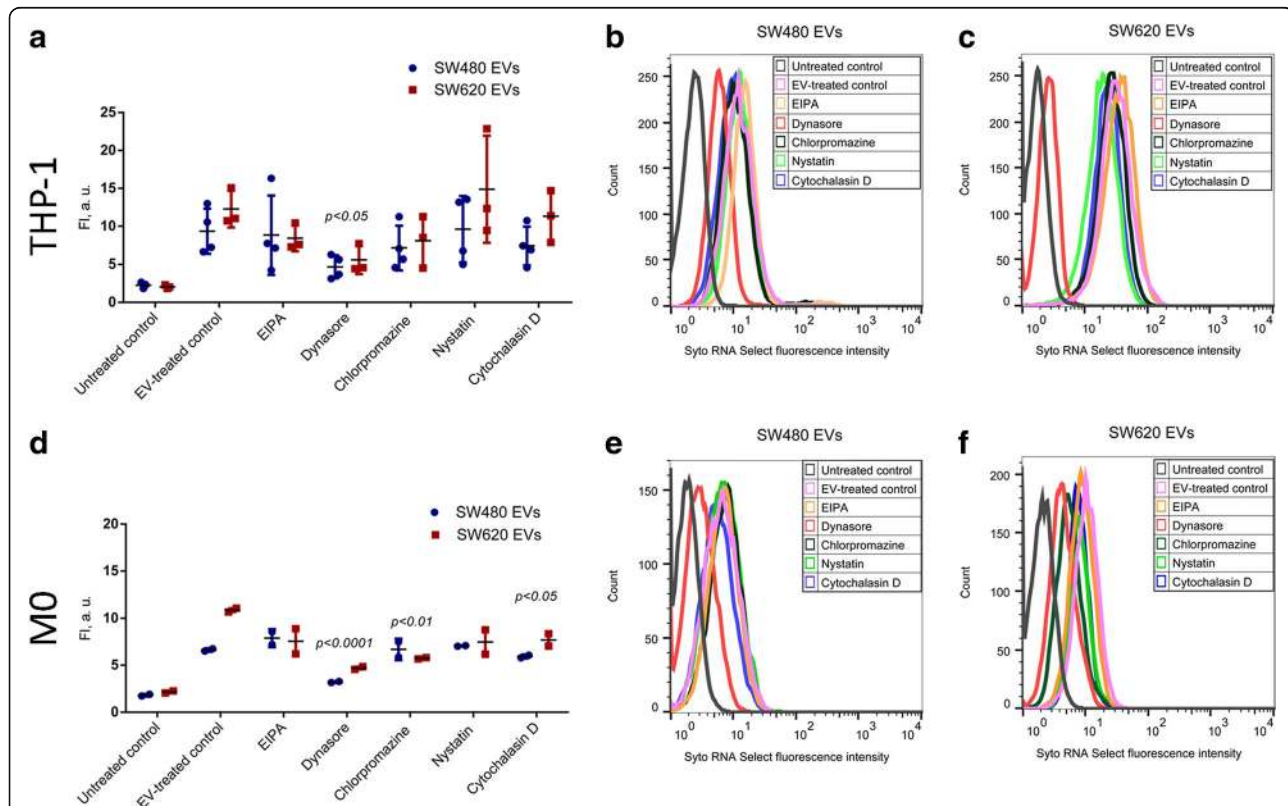 a
SW480 EVs
SW620 EVs
THP-1
FI, a. u.
25
20
15
10
5
0
p<0.05
Untreated control
EV-treated control
EIPA
Dynasore
Chlorpromazine
Nystatin
Cytochalasin D
b
SW480 EVs
Count
250
200
150
100
50
0
Untreated control
EV-treated control
EIPA
Dynasore
Chlorpromazine
Nystatin
Cytochalasin D
10^0 10^1 10^2 10^3 10^4
Syto RNA Select fluorescence intensity
c
SW620 EVs
Count
250
200
150
100
50
0
Untreated control
EV-treated control
EIPA
Dynasore
Chlorpromazine
Nystatin
Cytochalasin D
10^0 10^1 10^2 10^3 10^4
Syto RNA Select fluorescence intensity
d
SW480 EVs
SW620 EVs
M0
FI, a. u.
20
15
10
5
0
p<0.0001
p<0.01
p<0.05
Untreated control
EV-treated control
EIPA
Dynasore
Chlorpromazine
Nystatin
Cytochalasin D
e
SW480 EVs
Count
150
100
50
0
Untreated control
EV-treated control
EIPA
Dynasore
Chlorpromazine
Nystatin
Cytochalasin D
10^0 10^1 10^2 10^3 10^4
Syto RNA Select fluorescence intensity
f
SW620 EVs
Count
200
150
100
50
0
Untreated control
EV-treated control
EIPA
Dynasore
Chlorpromazine
Nystatin
Cytochalasin D
10^0 10^1 10^2 10^3 10^4
Syto RNA Select fluorescence intensity